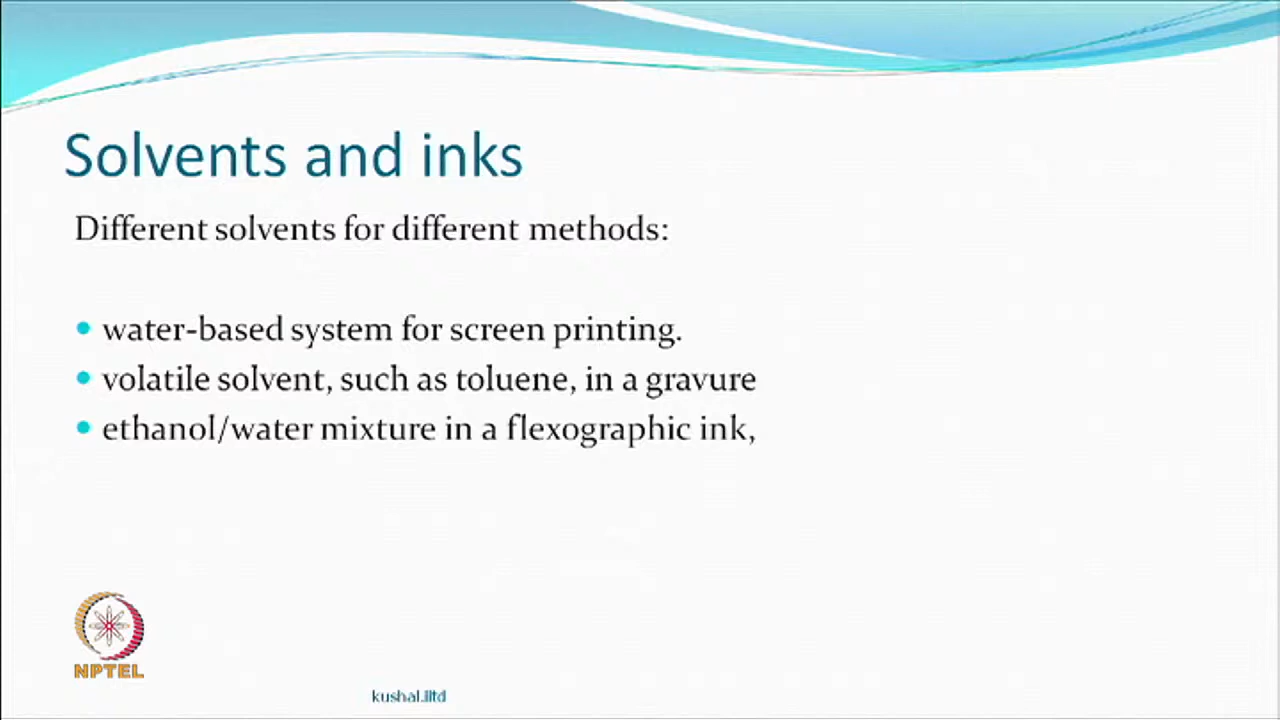 Solvents and inks
Different solvents for different methods:
water-based system for screen printing.
volatile solvent, such as toluene, in a gravure
ethanol/water mixture in a flexographic ink,
NPTEL
kushal.iitd